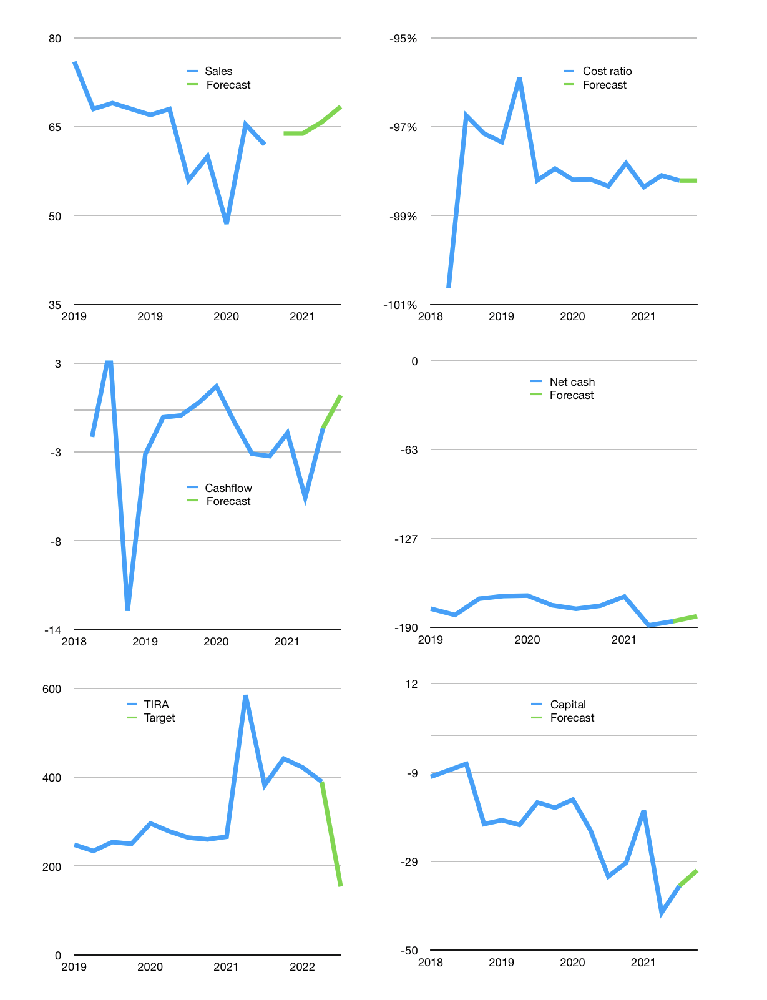 80
65
50
35
Sales
Forecast
2019 2019 2020 2021
-95%
-97%
-99%
-101%
Cost ratio
Forecast
2018 2019 2020 2021
3
-3
-8
-14
Cashflow
Forecast
2018 2019 2020 2021
0
-63
-127
-190
Net cash
Forecast
2019 2020 2021
600
400
200
0
TIRA
Target
2019 2020 2021 2022
12
-9
-29
-50
Capital
Forecast
2018 2019 2020 2021